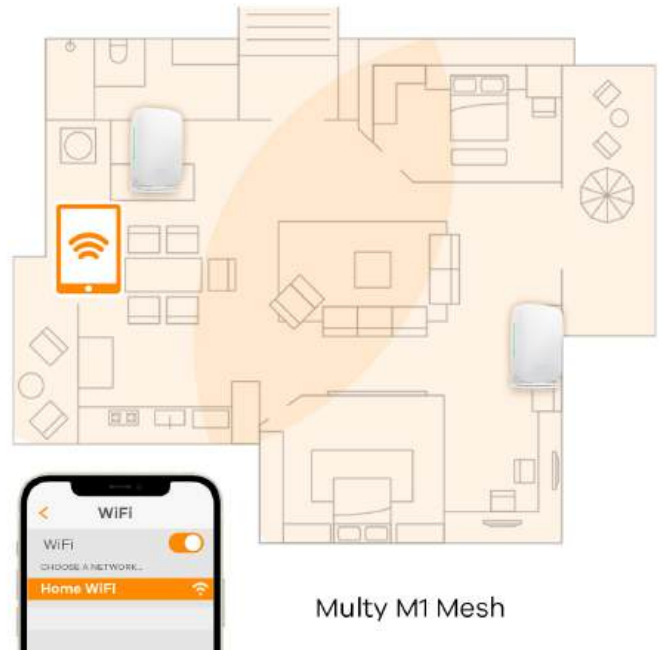 WiFi
WiFi
CHOOSE A NETWORK...
Home WiFi
Multy M1 Mesh